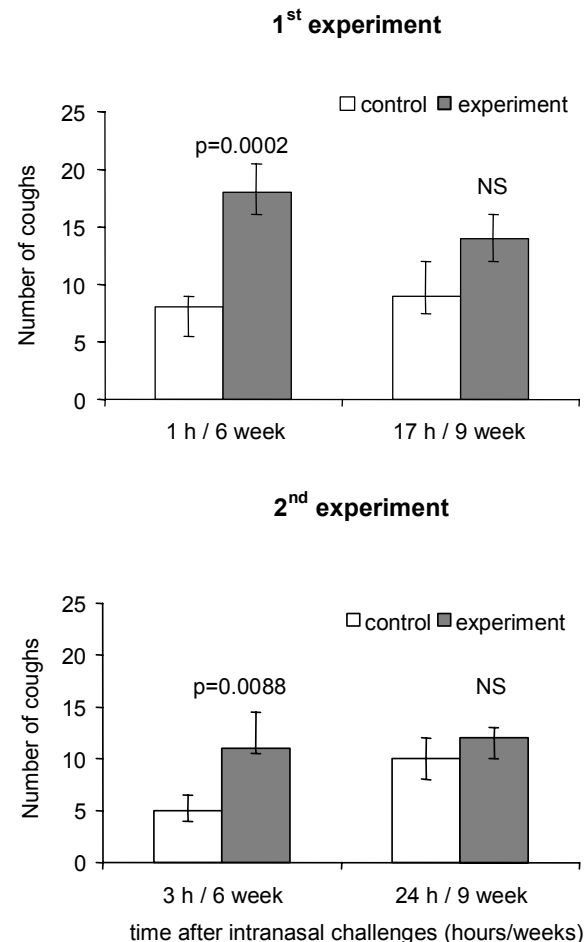 1st experiment
control experiment
Number of coughs
25
20
15
10
5
0
p=0.0002
NS
1 h / 6 week 17 h / 9 week
2nd experiment
control experiment
Number of coughs
25
20
15
10
5
0
p=0.0088
NS
3 h / 6 week 24 h / 9 week
time after intranasal challenges (hours/weeks)